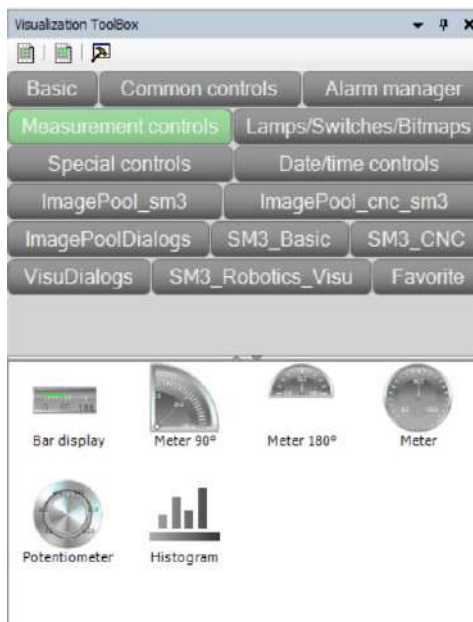 Visualization ToolBox
Basic Common controls Alarm manager
Measurement controls Lamps/Switches/Bitmaps
Special controls Date/time controls
ImagePool_sm3 ImagePool_cnc_sm3
ImagePoolDialogs SM3_Basic SM3_CNC
VisuDialogs SM3_Robotics_Visu Favorite
Bar display Meter 90° Meter 180° Meter
Potentiometer Histogram